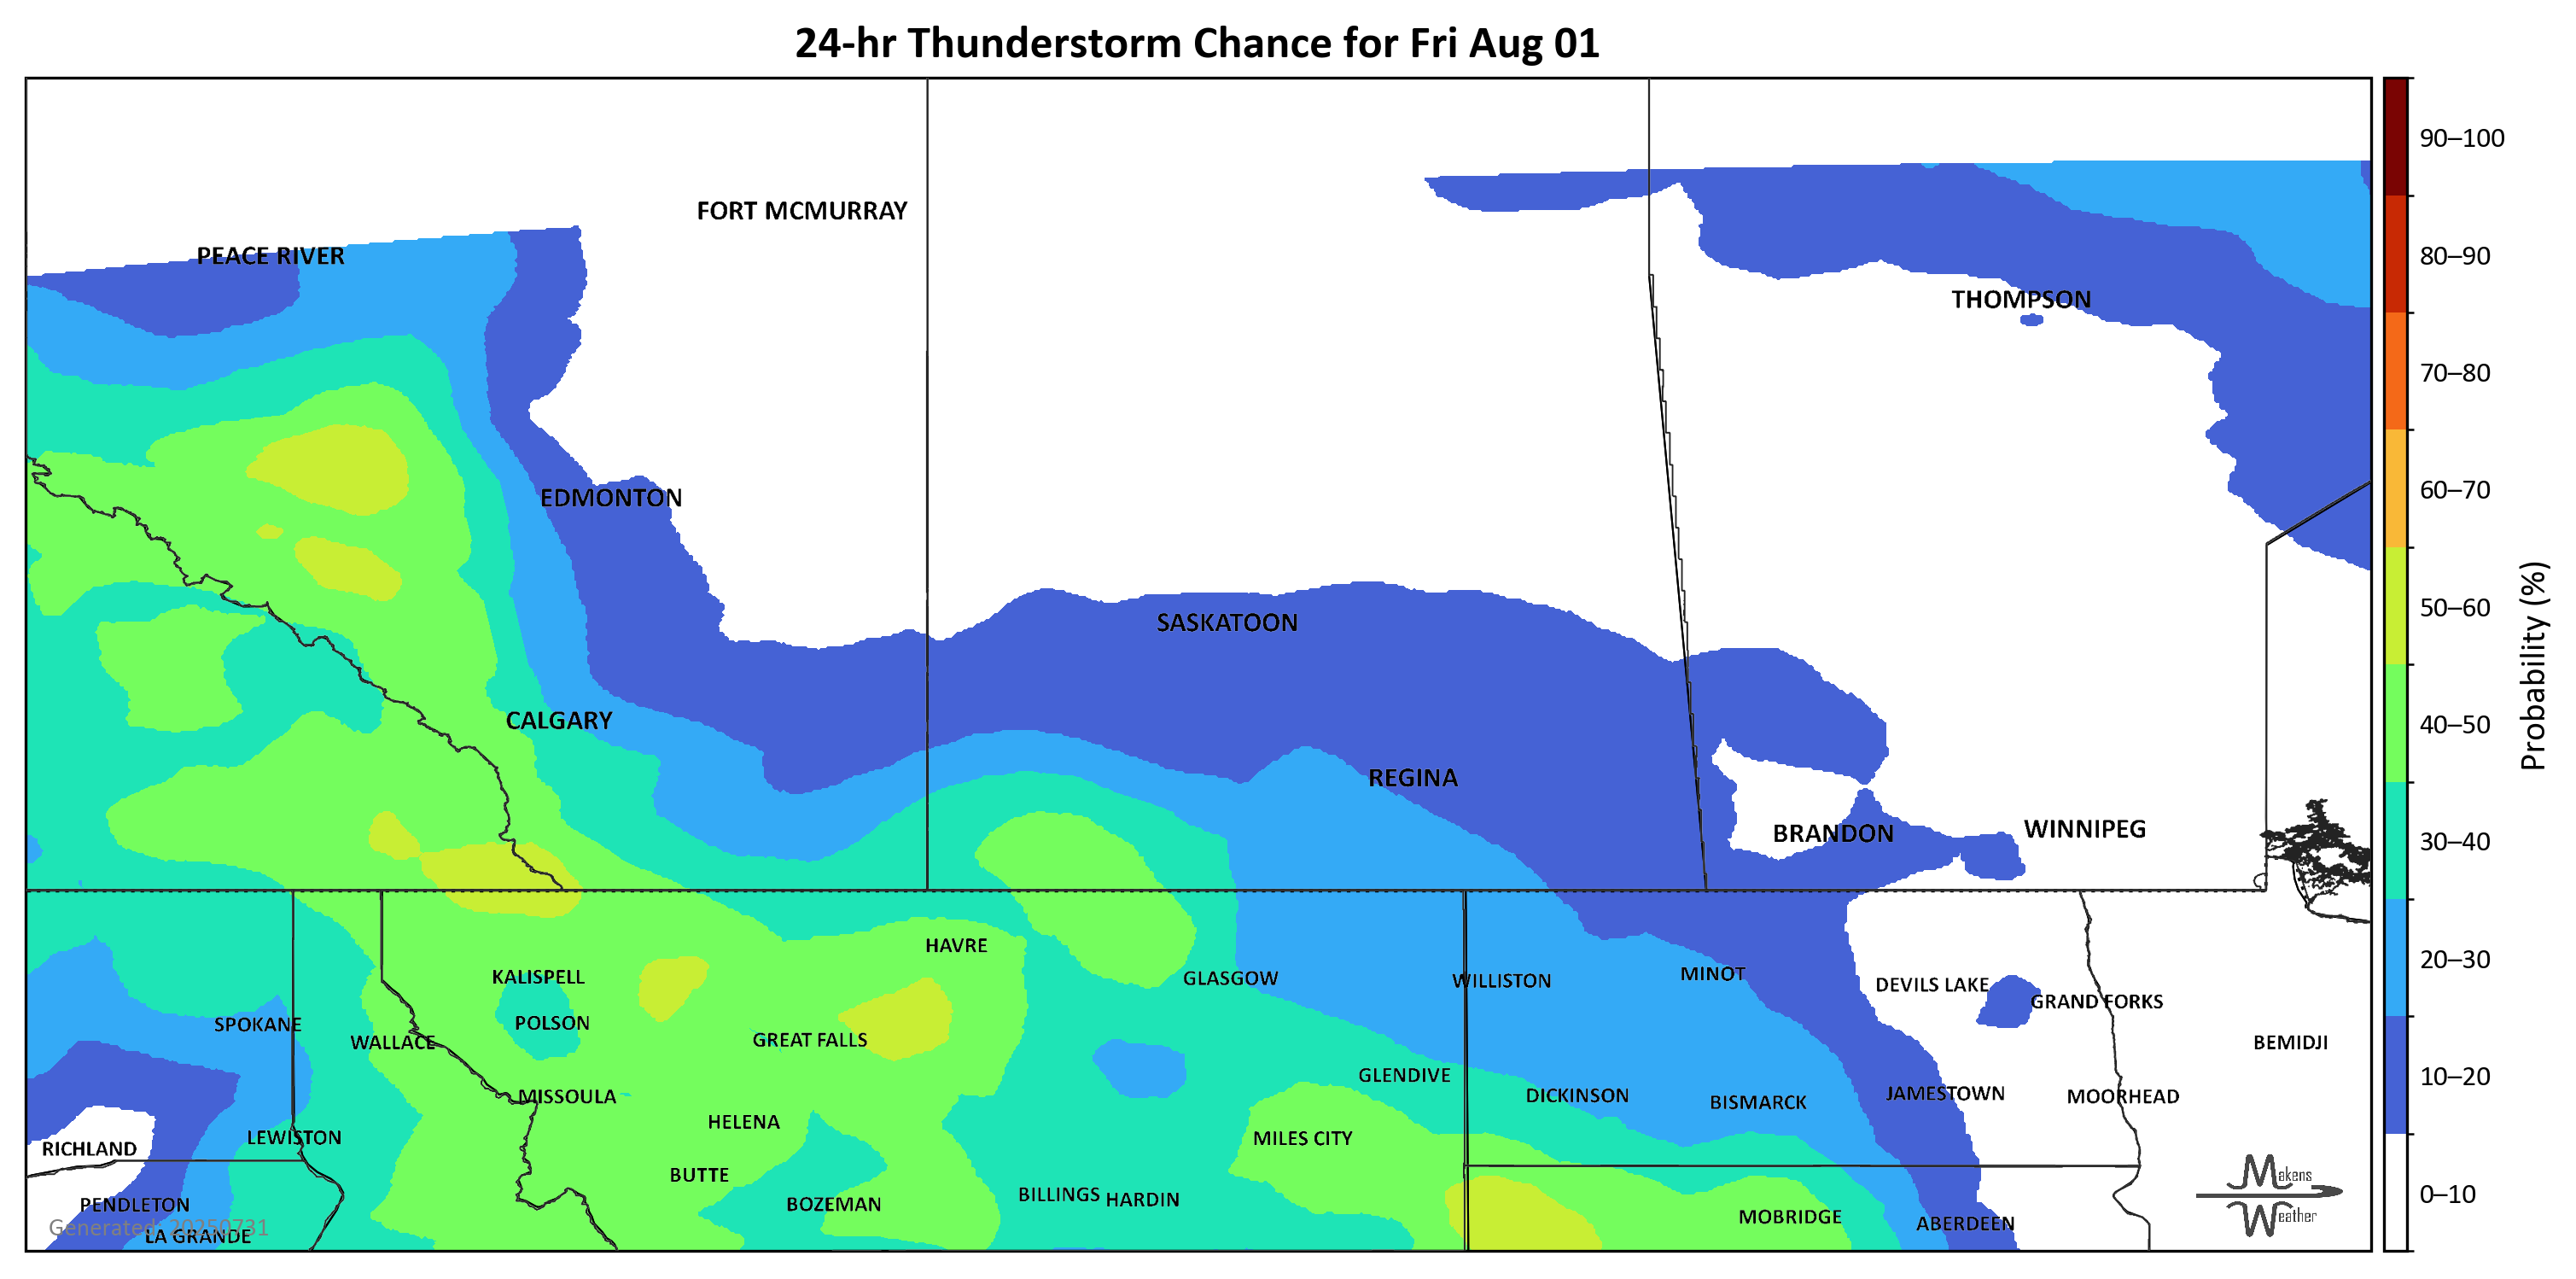 24-hr Thunderstorm Chance for Fri Aug 01
FORT MCMURRAY
PEACE RIVER
THOMPSON
EDMONTON
SASKATOON
CALGARY
REGINA
BRANDON
WINNIPEG
HAVRE
KALISPELL
GLASGOW
WILLISTON
MINOT
DEVILS LAKE
GRAND FORKS
SPOKANE
POLSON
WALLACE
GREAT FALLS
BEMIDJI
GLENDIVE
MISSOULA
DICKINSON
BISMARCK
JAMESTOWN
MOORHEAD
HELENA
LEWISTON
MILES CITY
RICHLAND
BUTTE
BILLINGS
HARDIN
PENDLETON
BOZEMAN
MOBRIDGE
ABERDEEN
Generated: 20250731
LA GRANDE
Makens
Weather
90–100
80–90
70–80
60–70
50–60
40–50
30–40
20–30
10–20
0–10
Probability (%)